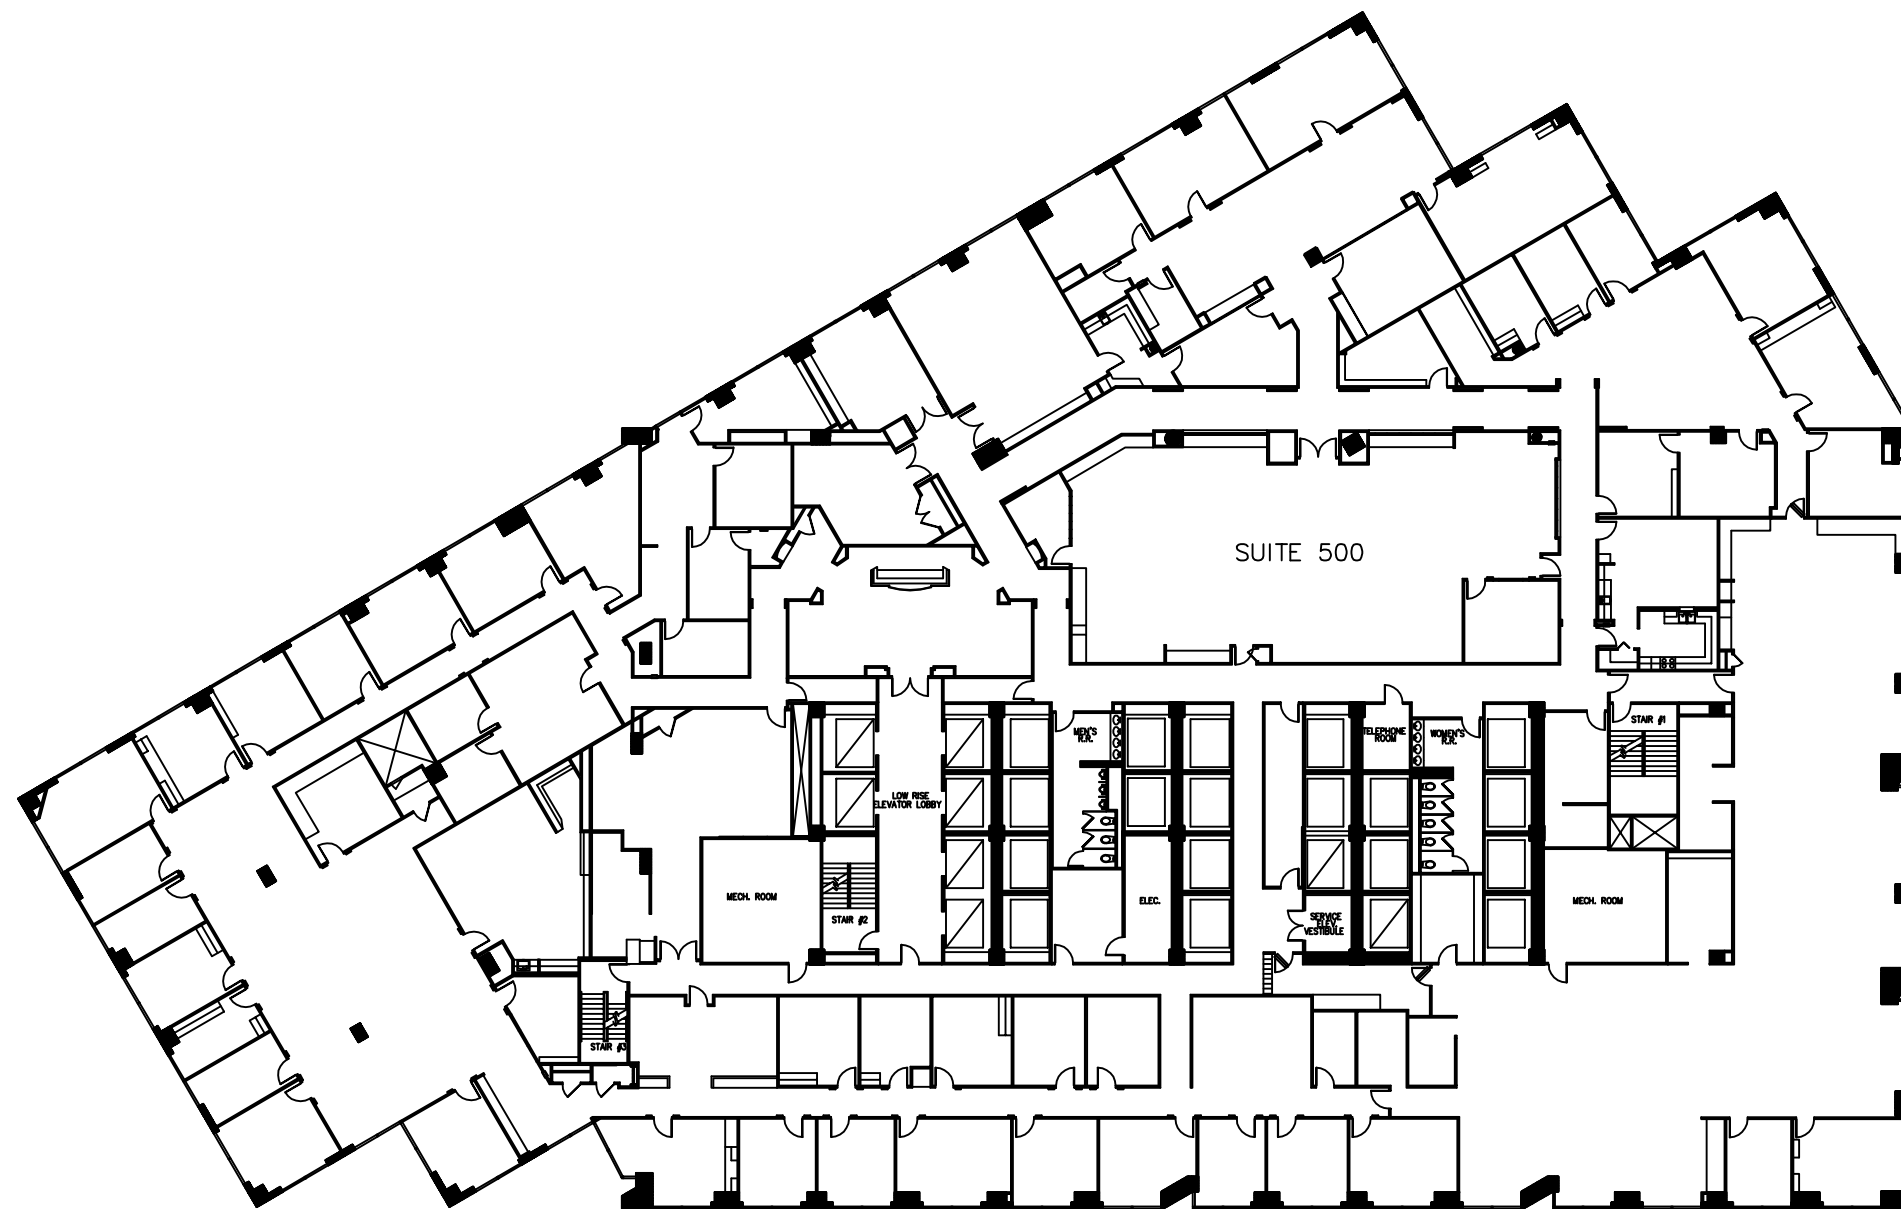 SUITE 500
STAIR #1
MEN'S
R.R.
TELEPHONE
ROOM
WOMEN'S
R.R.
LOW RISE
ELEVATOR LOBBY
MECH. ROOM
STAIR #2
ELEC.
SERVICE
ELEV.
VESTIBULE
MECH. ROOM
STAIR #3